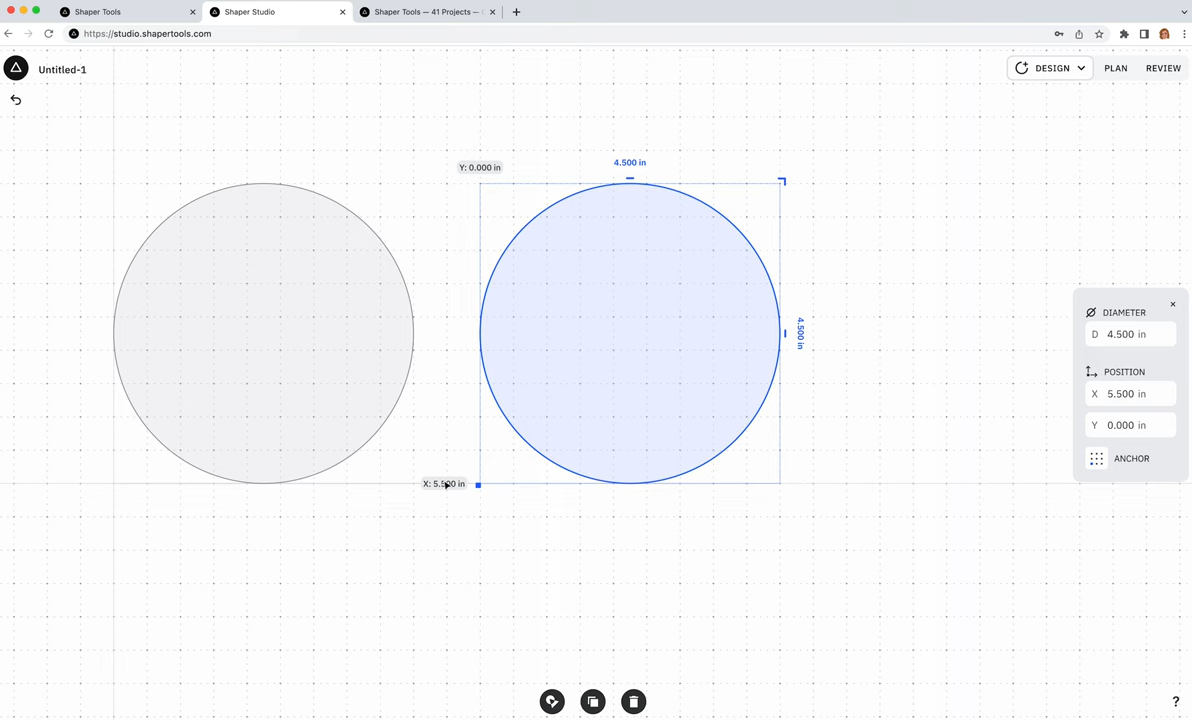 Shaper Tools
Shaper Studio
Shaper Tools — 41 Projects —
https://studio.shapertools.com
Untitled-1
DESIGN
PLAN
REVIEW
Y: 0.000 in
4.500 in
4.500 in
X: 5.500 in
DIAMETER
D 4.500 in
POSITION
X 5.500 in
Y 0.000 in
ANCHOR
?